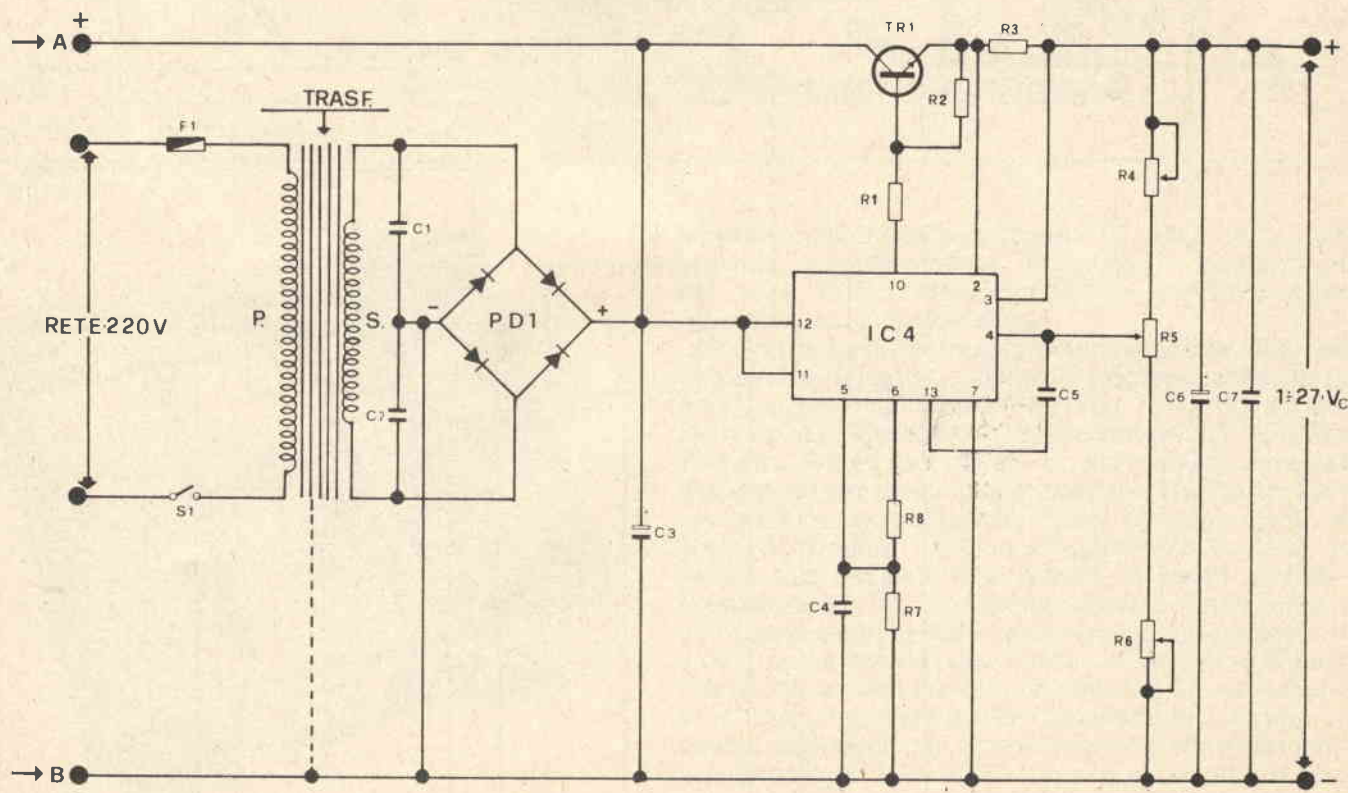 +
→ A
TR1
R3
+
TRASF.
F1
R2
C1
R4
R1
P.
S.
-
PD1
+
RETE·220V
10
2
3
12
IC4
4
R5
11
5
6
13
7
C5
C6
C7
1÷27·Vc
C2
S1
C3
R8
C4
R7
R6
→ B
-